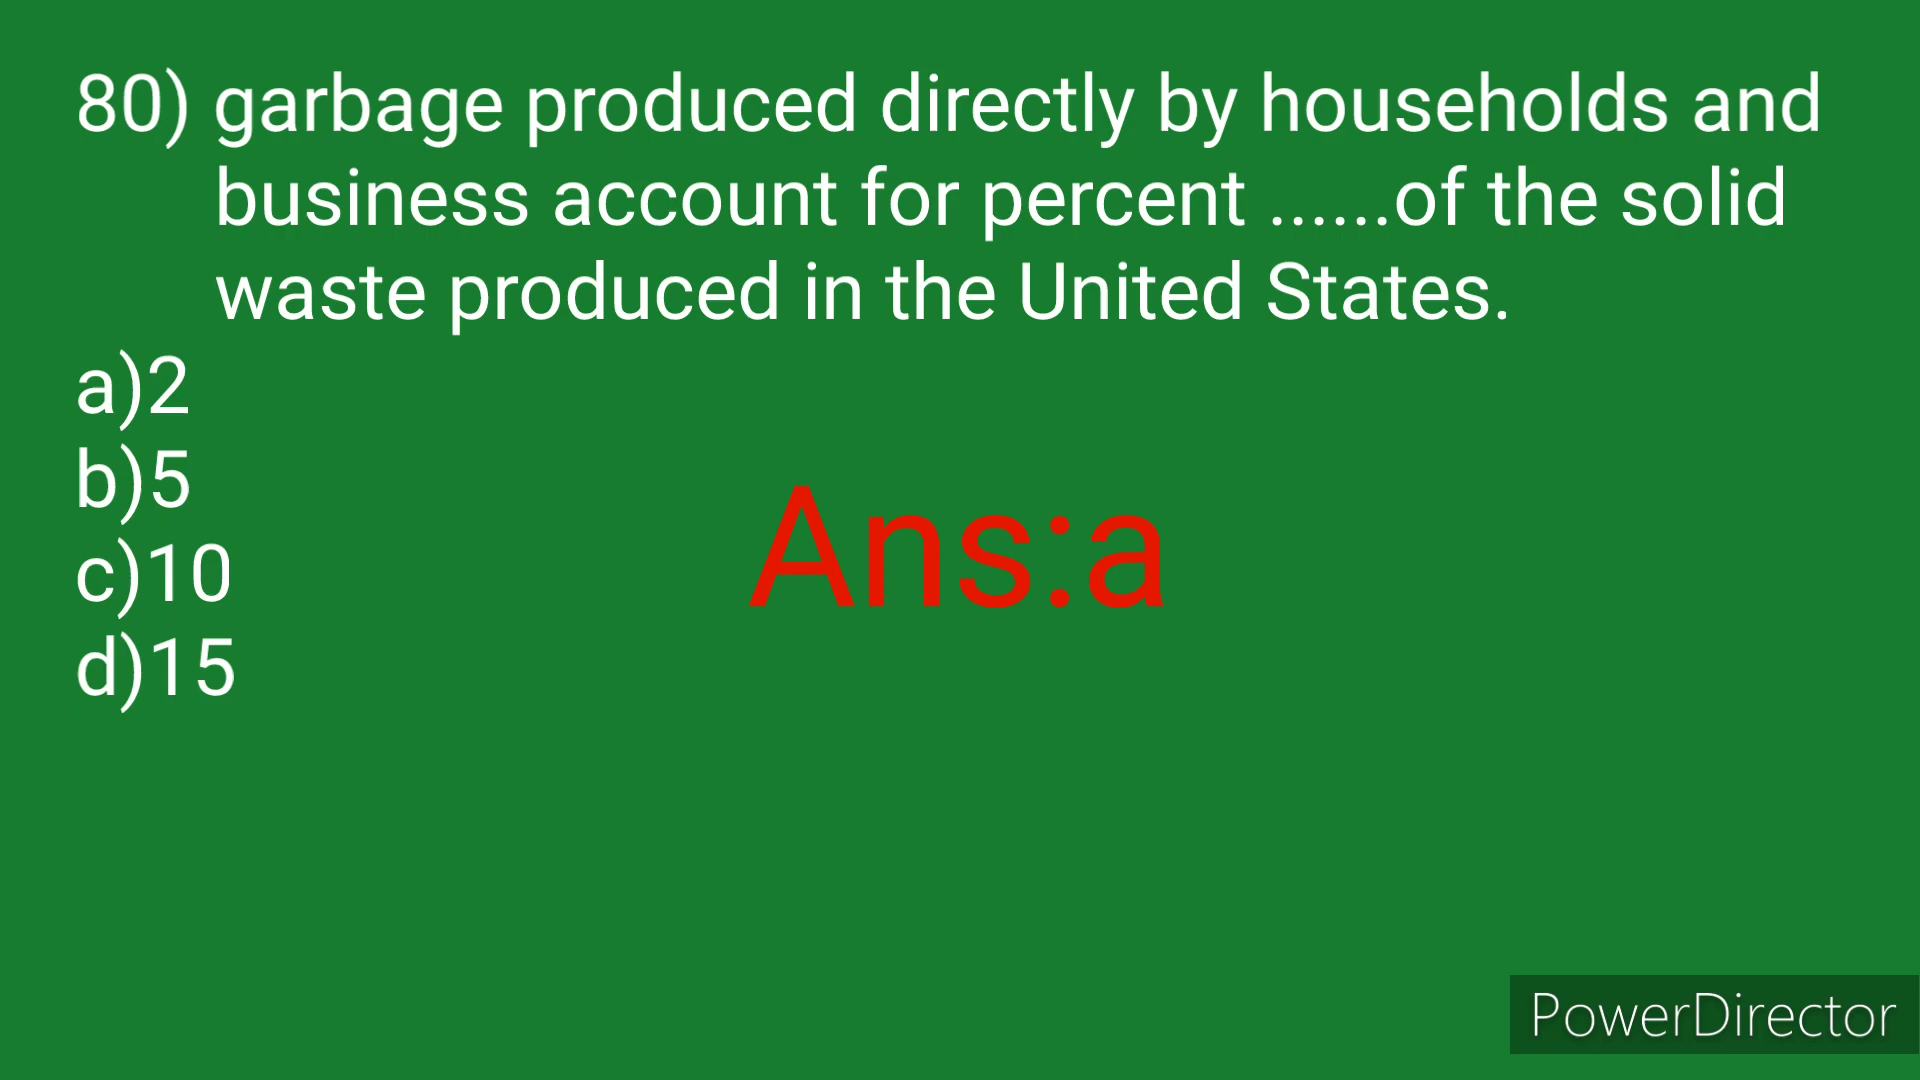 80) garbage produced directly by households and
business account for percent ......of the solid
waste produced in the United States.
a)2
b)5
c)10
d)15
Ans:a
PowerDirector